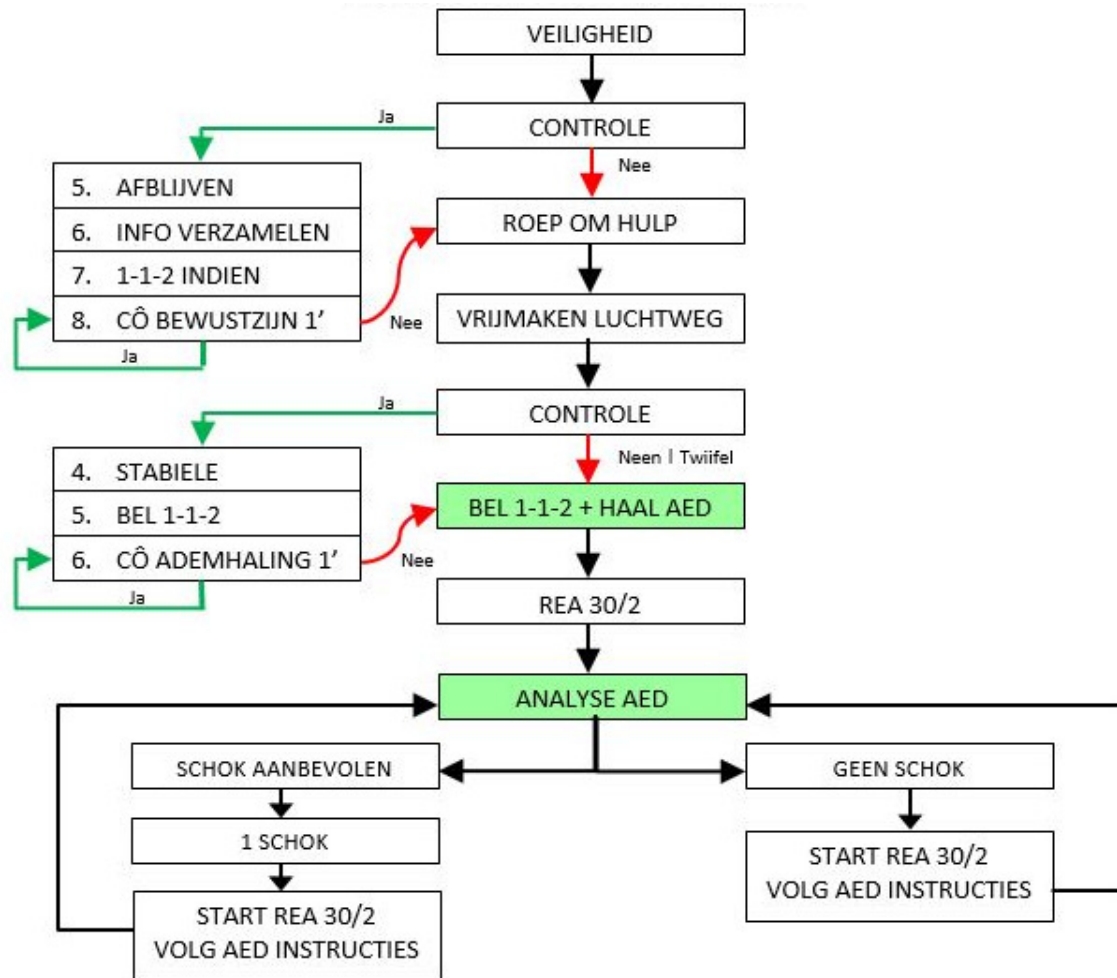 VEILIGHEID
CONTROLE
Ja
Nee
5. AFBLIJVEN
6. INFO VERZAMELEN
7. 1-1-2 INDIEN
8. CÔ BEWUSTZIJN 1’
Ja
Nee
ROEP OM HULP
VRIJMAKEN LUCHTWEG
CONTROLE
Ja
Neen | Twiifel
4. STABIELE
5. BEL 1-1-2
6. CÔ ADEMHALING 1’
Ja
Nee
BEL 1-1-2 + HAAL AED
REA 30/2
ANALYSE AED
SCHOK AANBEVOLEN
1 SCHOK
START REA 30/2
VOLG AED INSTRUCTIES
GEEN SCHOK
START REA 30/2
VOLG AED INSTRUCTIES